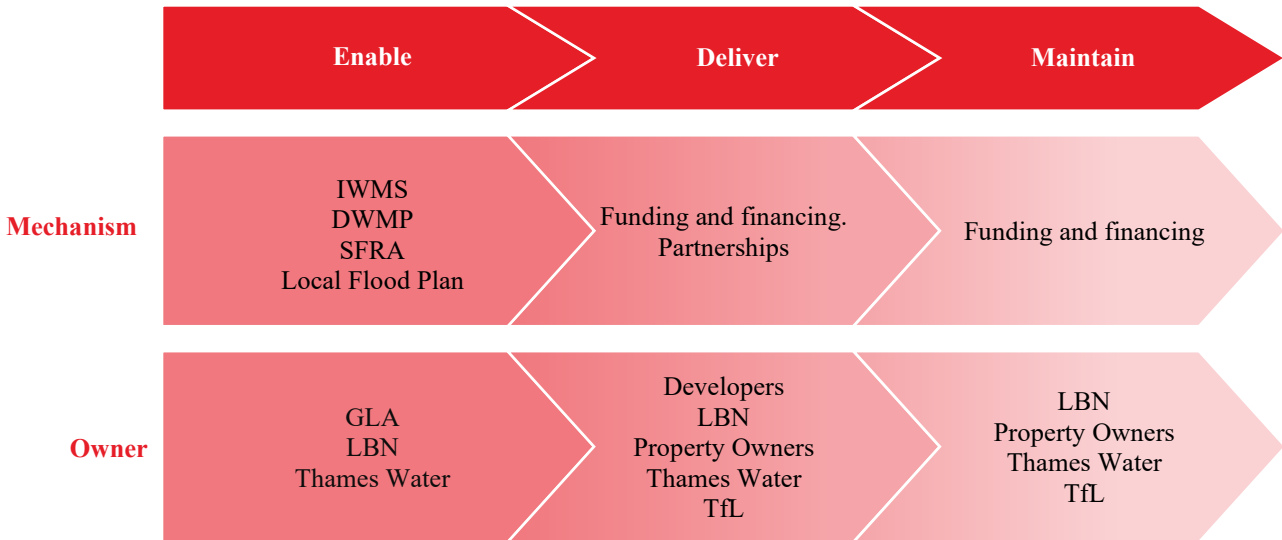 Enable
Deliver
Maintain
Mechanism
IWMS
DWMP
SFRA
Local Flood Plan
Funding and financing.
Partnerships
Funding and financing
Owner
GLA
LBN
Thames Water
Developers
LBN
Property Owners
Thames Water
TfL
LBN
Property Owners
Thames Water
TfL